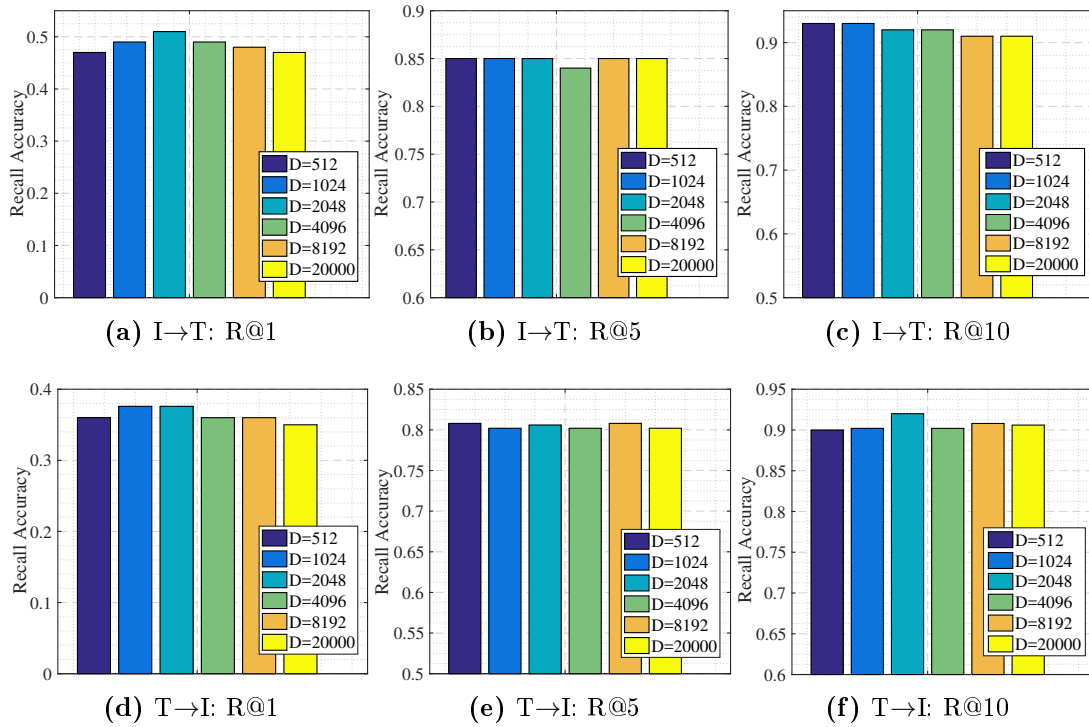 0.5
0.4
0.3
0.2
0.1
0
Recall Accuracy
D=512
D=1024
D=2048
D=4096
D=8192
D=20000
(a) I→T: R@1
0.9
0.85
0.8
0.75
0.7
0.65
0.6
Recall Accuracy
D=512
D=1024
D=2048
D=4096
D=8192
D=20000
(b) I→T: R@5
0.9
0.8
0.7
0.6
0.5
Recall Accuracy
D=512
D=1024
D=2048
D=4096
D=8192
D=20000
(c) I→T: R@10
0.4
0.3
0.2
0.1
0
Recall Accuracy
D=512
D=1024
D=2048
D=4096
D=8192
D=20000
(d) T→I: R@1
0.85
0.8
0.75
0.7
0.65
0.6
0.55
0.5
Recall Accuracy
D=512
D=1024
D=2048
D=4096
D=8192
D=20000
(e) T→I: R@5
0.95
0.9
0.85
0.8
0.75
0.7
0.65
0.6
Recall Accuracy
D=512
D=1024
D=2048
D=4096
D=8192
D=20000
(f) T→I: R@10